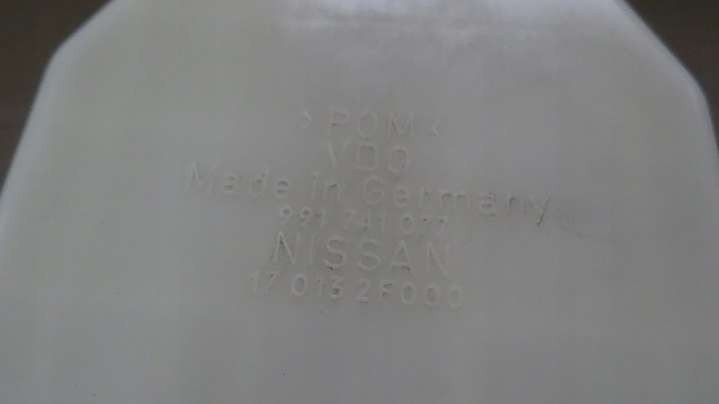 >POM<
VDO
Made in Germany
991 741 077
NISSAN
17 013 2F000